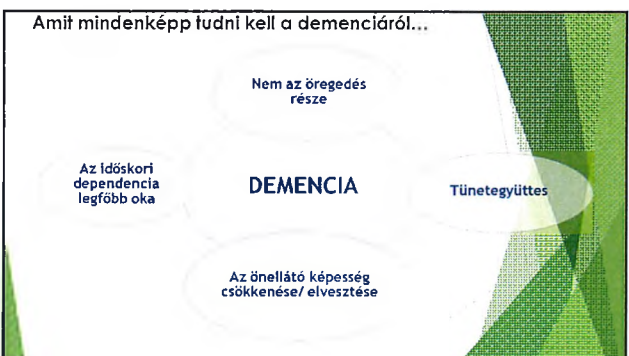 Amit mindenképp tudni kell a demenciáról...
Nem az öregedés
része
Az időskori
dependencia
legfőbb oka
DEMENCIA
Tünetegyüttes
Az önellátó képesség
csökkenése/ elvesztése